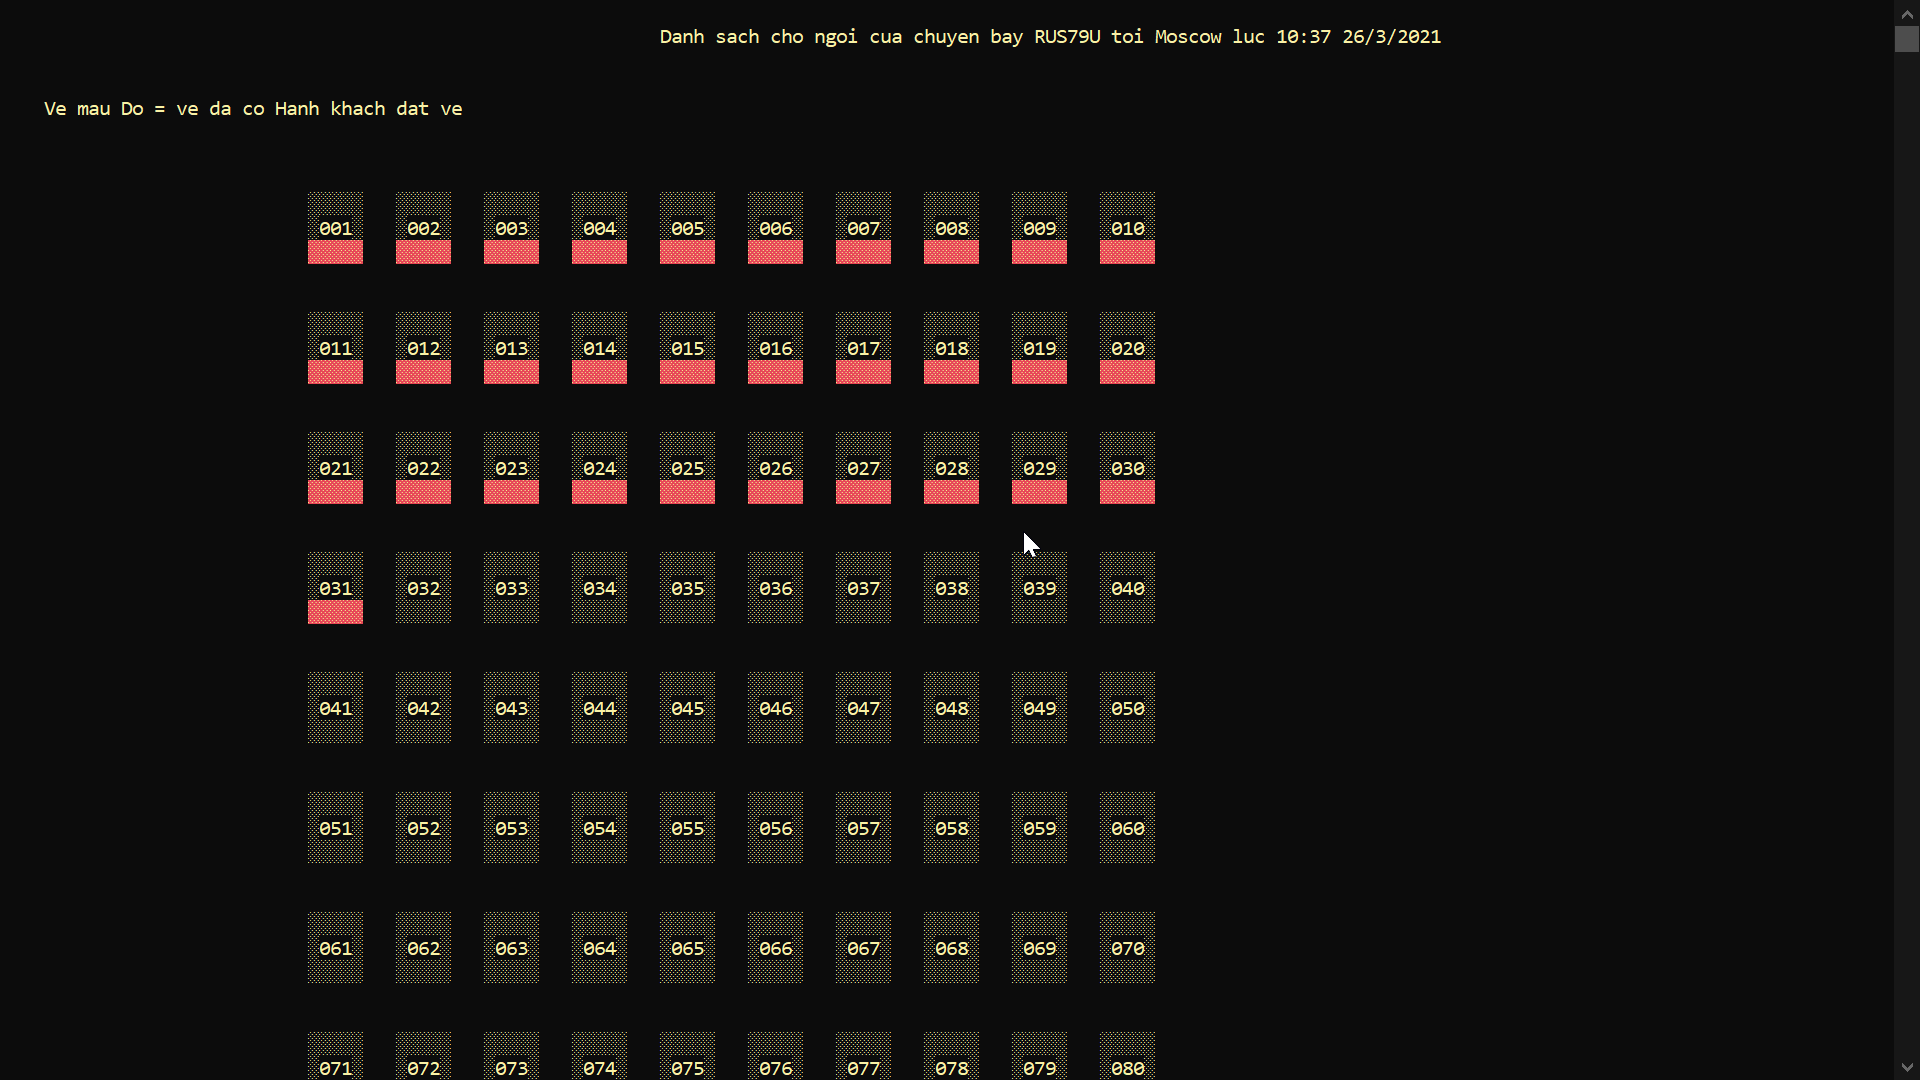 Danh sach cho ngoi cua chuyen bay RUS79U toi Moscow luc 10:37 26/3/2021
Ve mau Do = ve da co Hanh khach dat ve
001 002 003 004 005 006 007 008 009 010
011 012 013 014 015 016 017 018 019 020
021 022 023 024 025 026 027 028 029 030
031 032 033 034 035 036 037 038 039 040
041 042 043 044 045 046 047 048 049 050
051 052 053 054 055 056 057 058 059 060
061 062 063 064 065 066 067 068 069 070
071 072 073 074 075 076 077 078 079 080